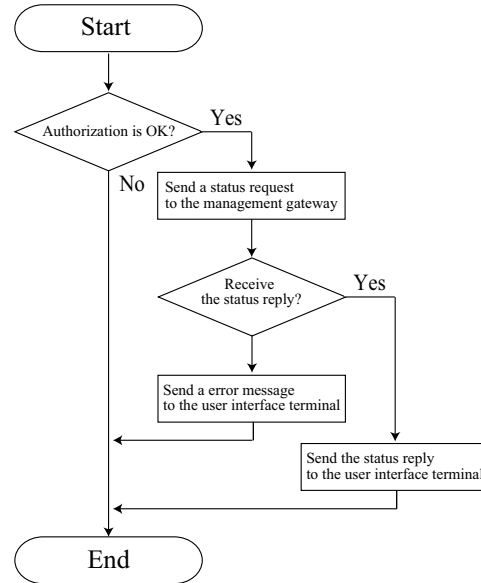 Start
Authorization is OK?
Yes
No
Send a status request
to the management gateway
Receive
the status reply?
Yes
Send a error message
to the user interface terminal
Send the status reply
to the user interface terminal
End